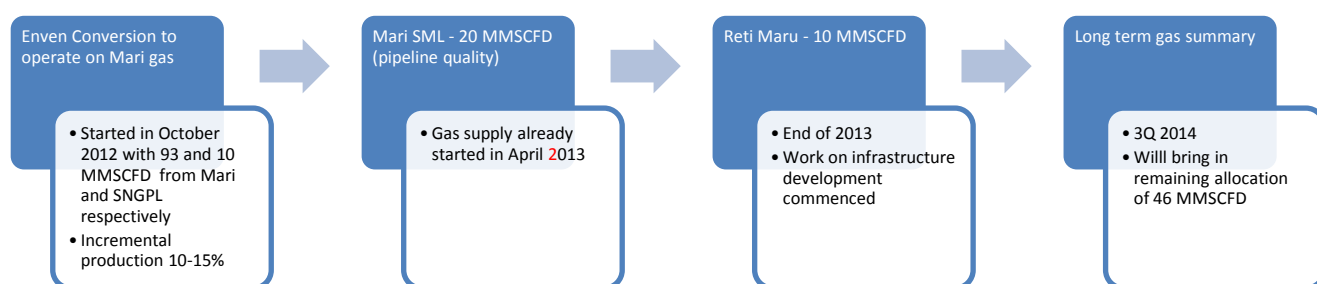 Enven Conversion to
operate on Mari gas
• Started in October
2012 with 93 and 10
MMSCFD from Mari
and SNGPL
respectively
• Incremental
production 10-15%
Mari SML - 20 MMSCFD
(pipeline quality)
• Gas supply already
started in April 2013
Reti Maru - 10 MMSCFD
• End of 2013
• Work on infrastructure
development
commenced
Long term gas summary
• 3Q 2014
• Willl bring in
remaining allocation
of 46 MMSCFD